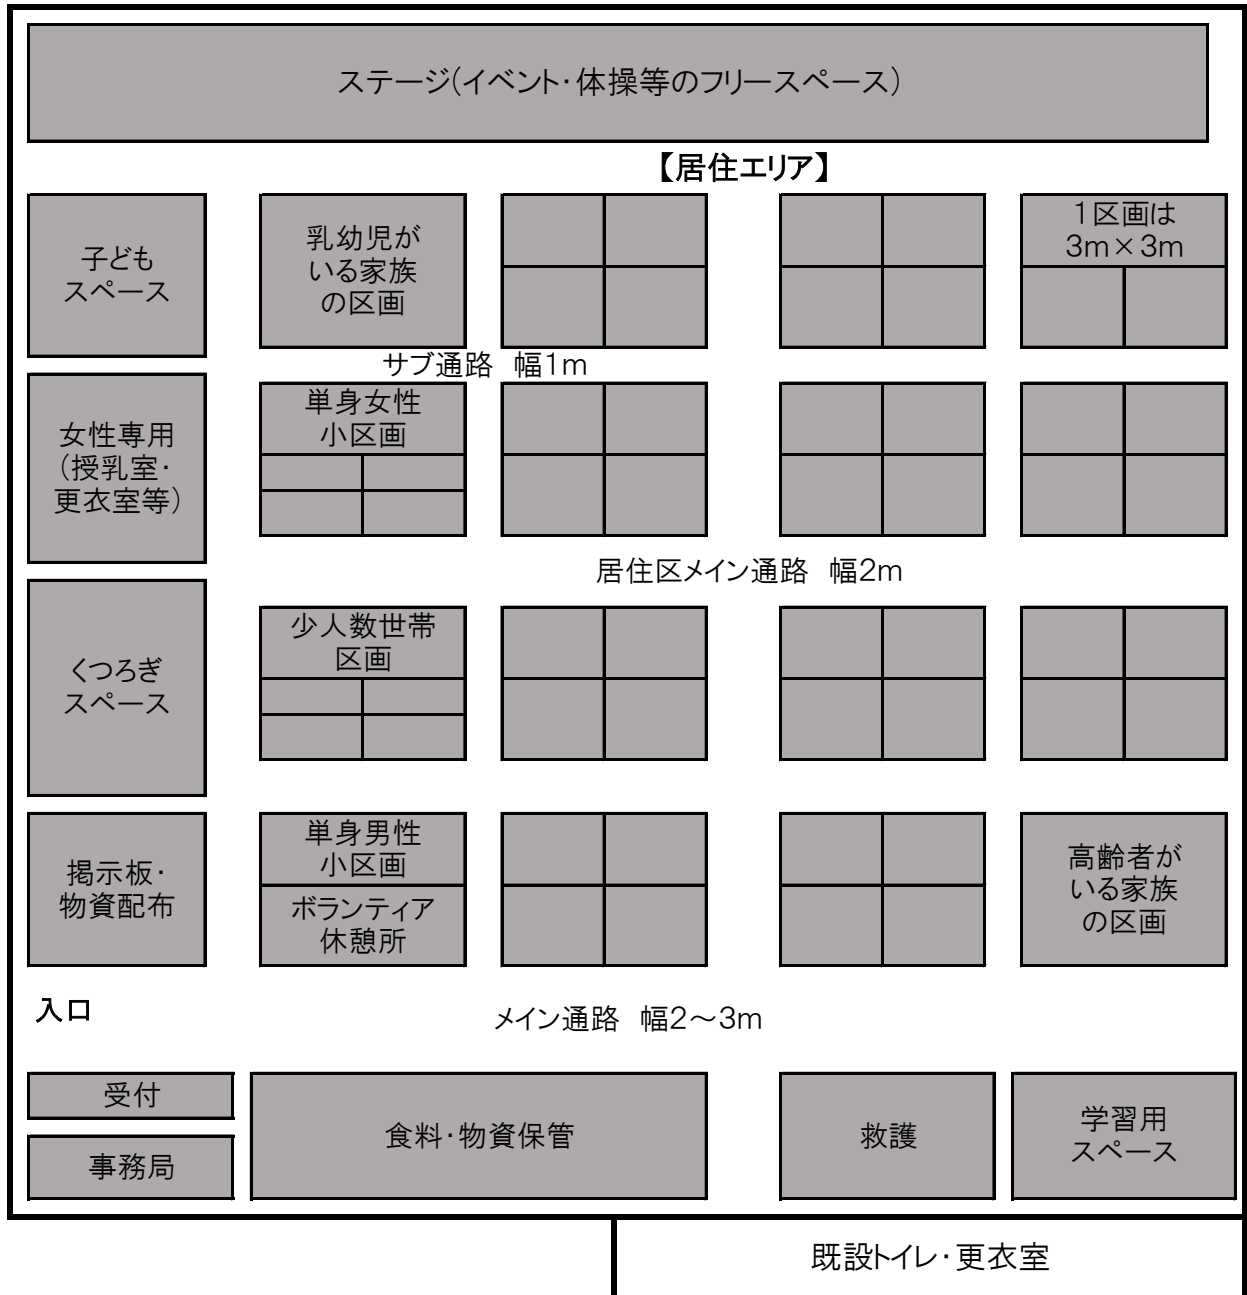 ステージ(イベント・体操等のフリースペース)
【居住エリア】
子ども
スペース
乳幼児が
いる家族
の区画
1区画は
3m×3m
サブ通路 幅1m
女性専用
(授乳室・
更衣室等)
単身女性
小区画
居住区メイン通路 幅2m
くつろぎ
スペース
少人数世帯
区画
掲示板・
物資配布
単身男性
小区画
ボランティア
休憩所
高齢者が
いる家族
の区画
入口
メイン通路 幅2～3m
受付
事務局
食料・物資保管
救護
学習用
スペース
既設トイレ・更衣室